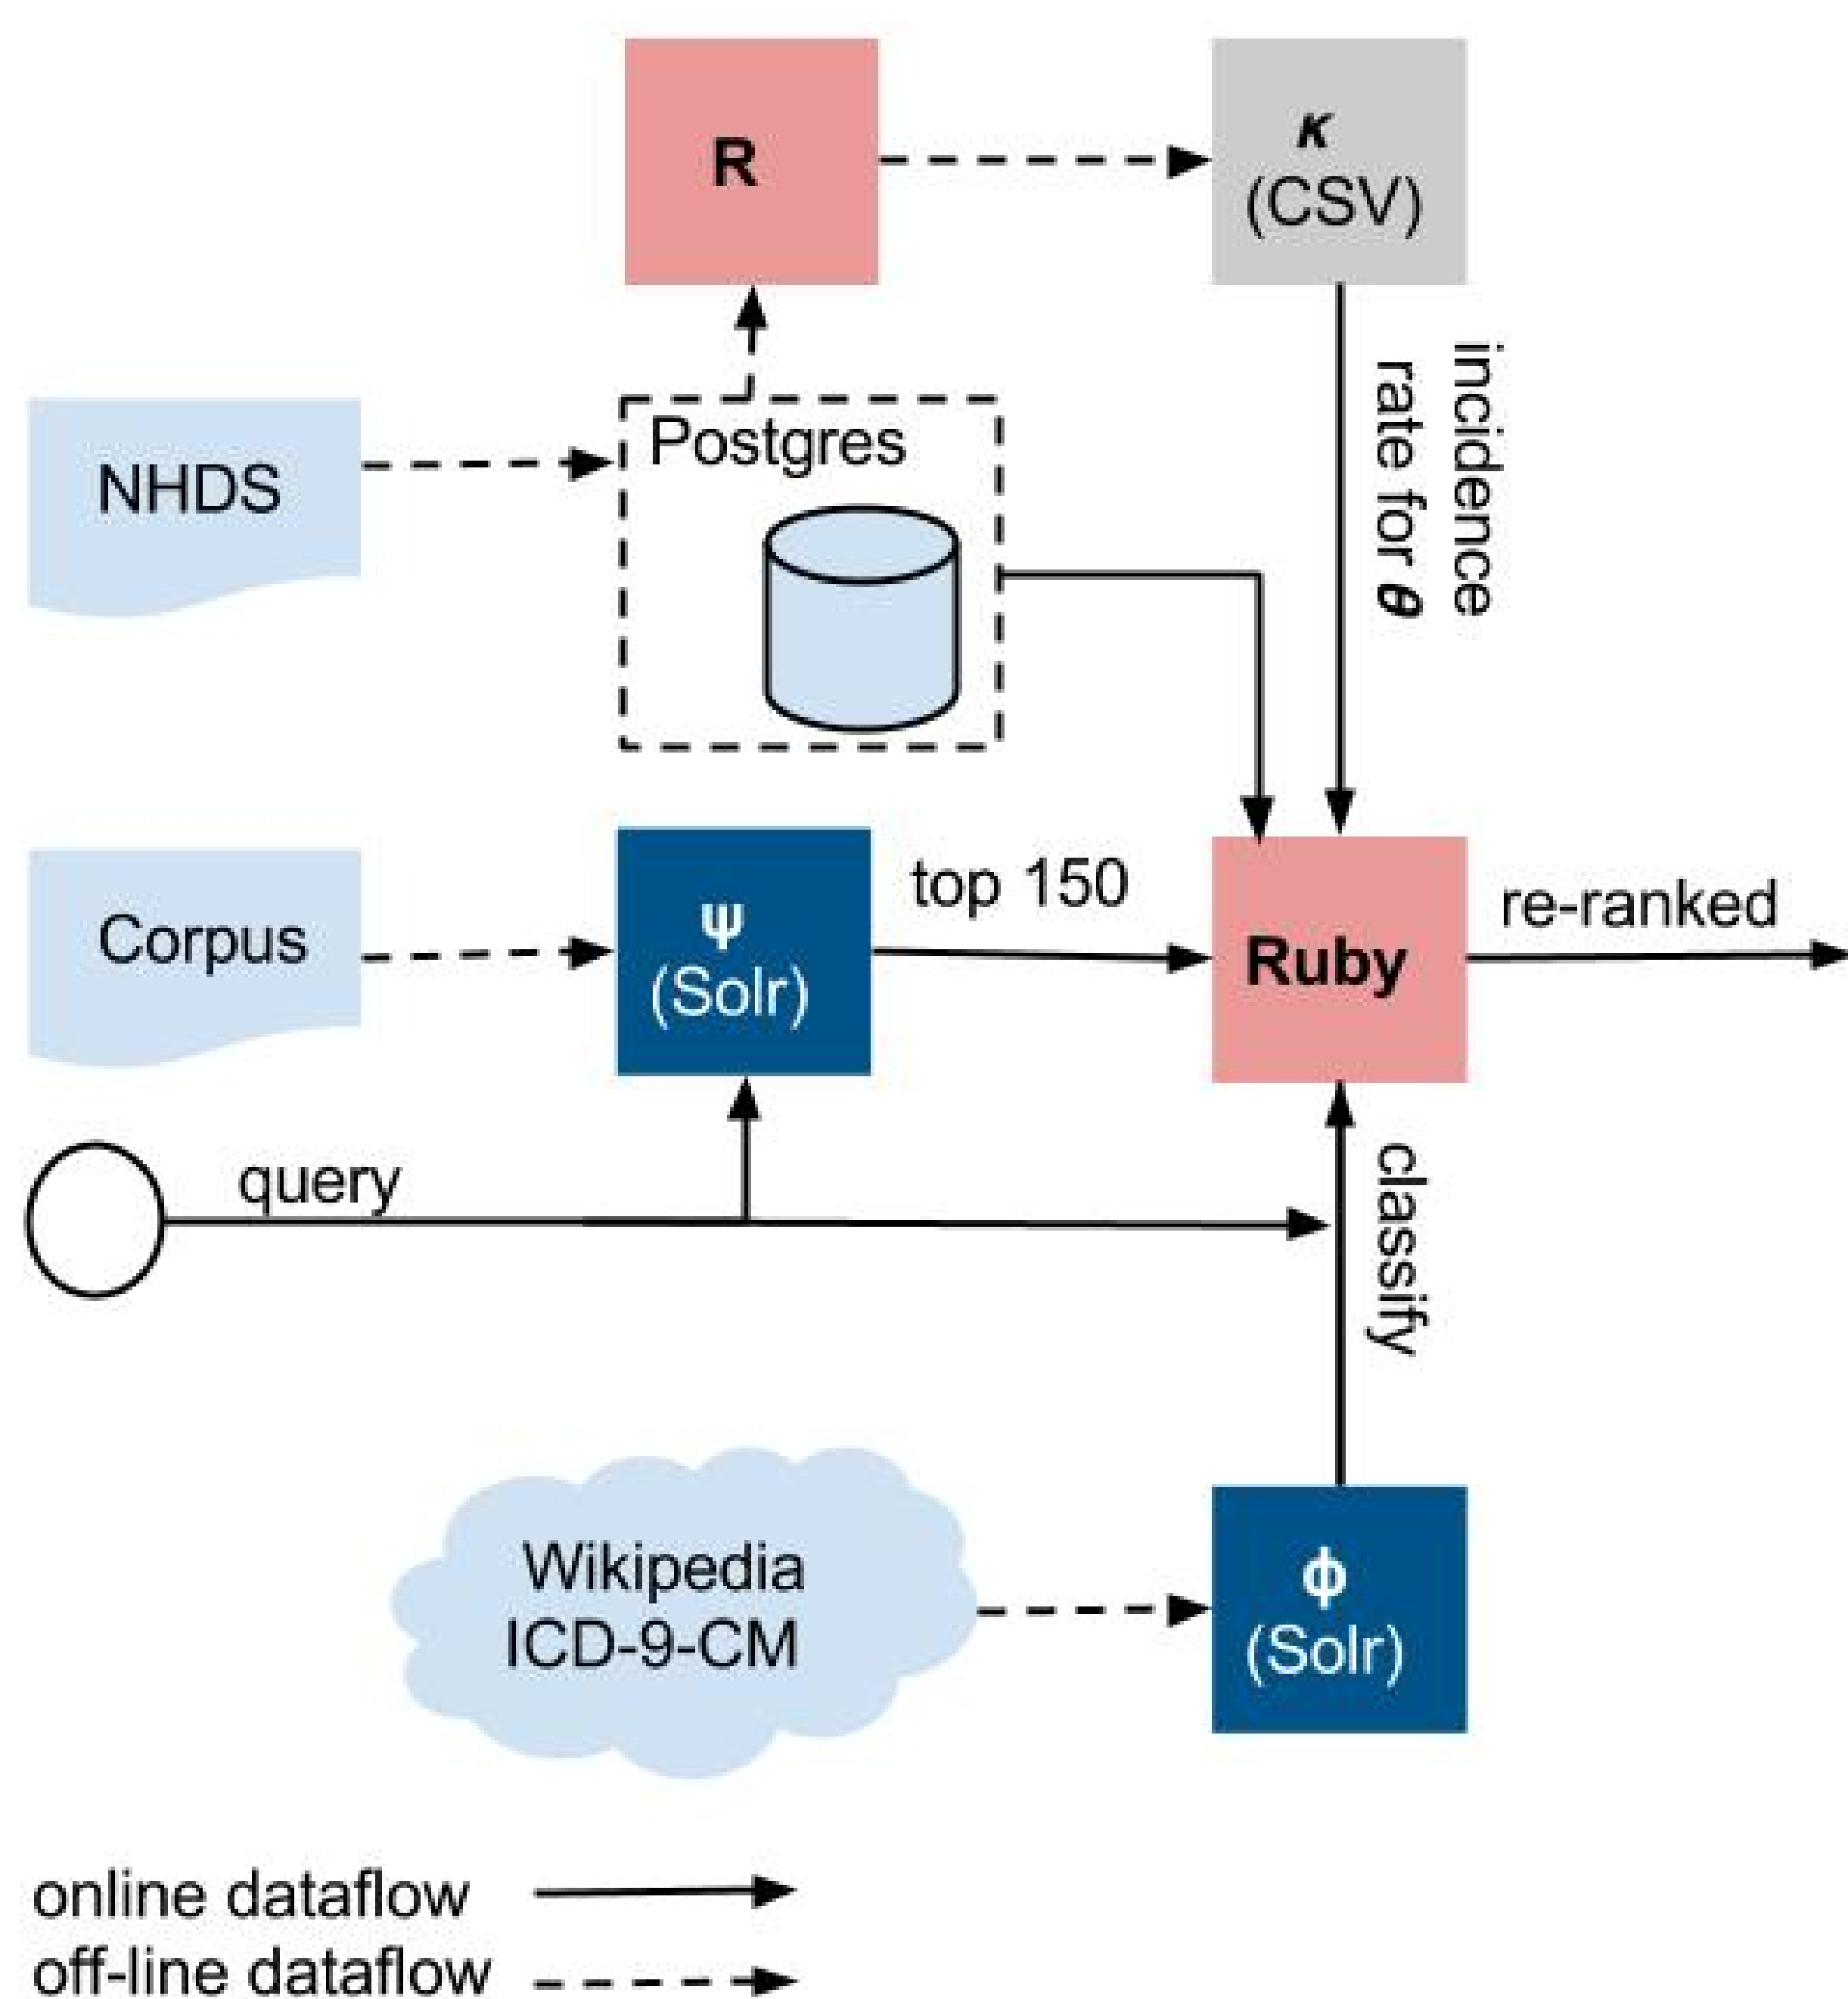 R
κ
(CSV)
incidence
rate for θ
NHDS
Postgres
Corpus
ψ
(Solr)
top 150
Ruby
re-ranked
query
classify
Wikipedia
ICD-9-CM
ϕ
(Solr)
online dataflow
off-line dataflow